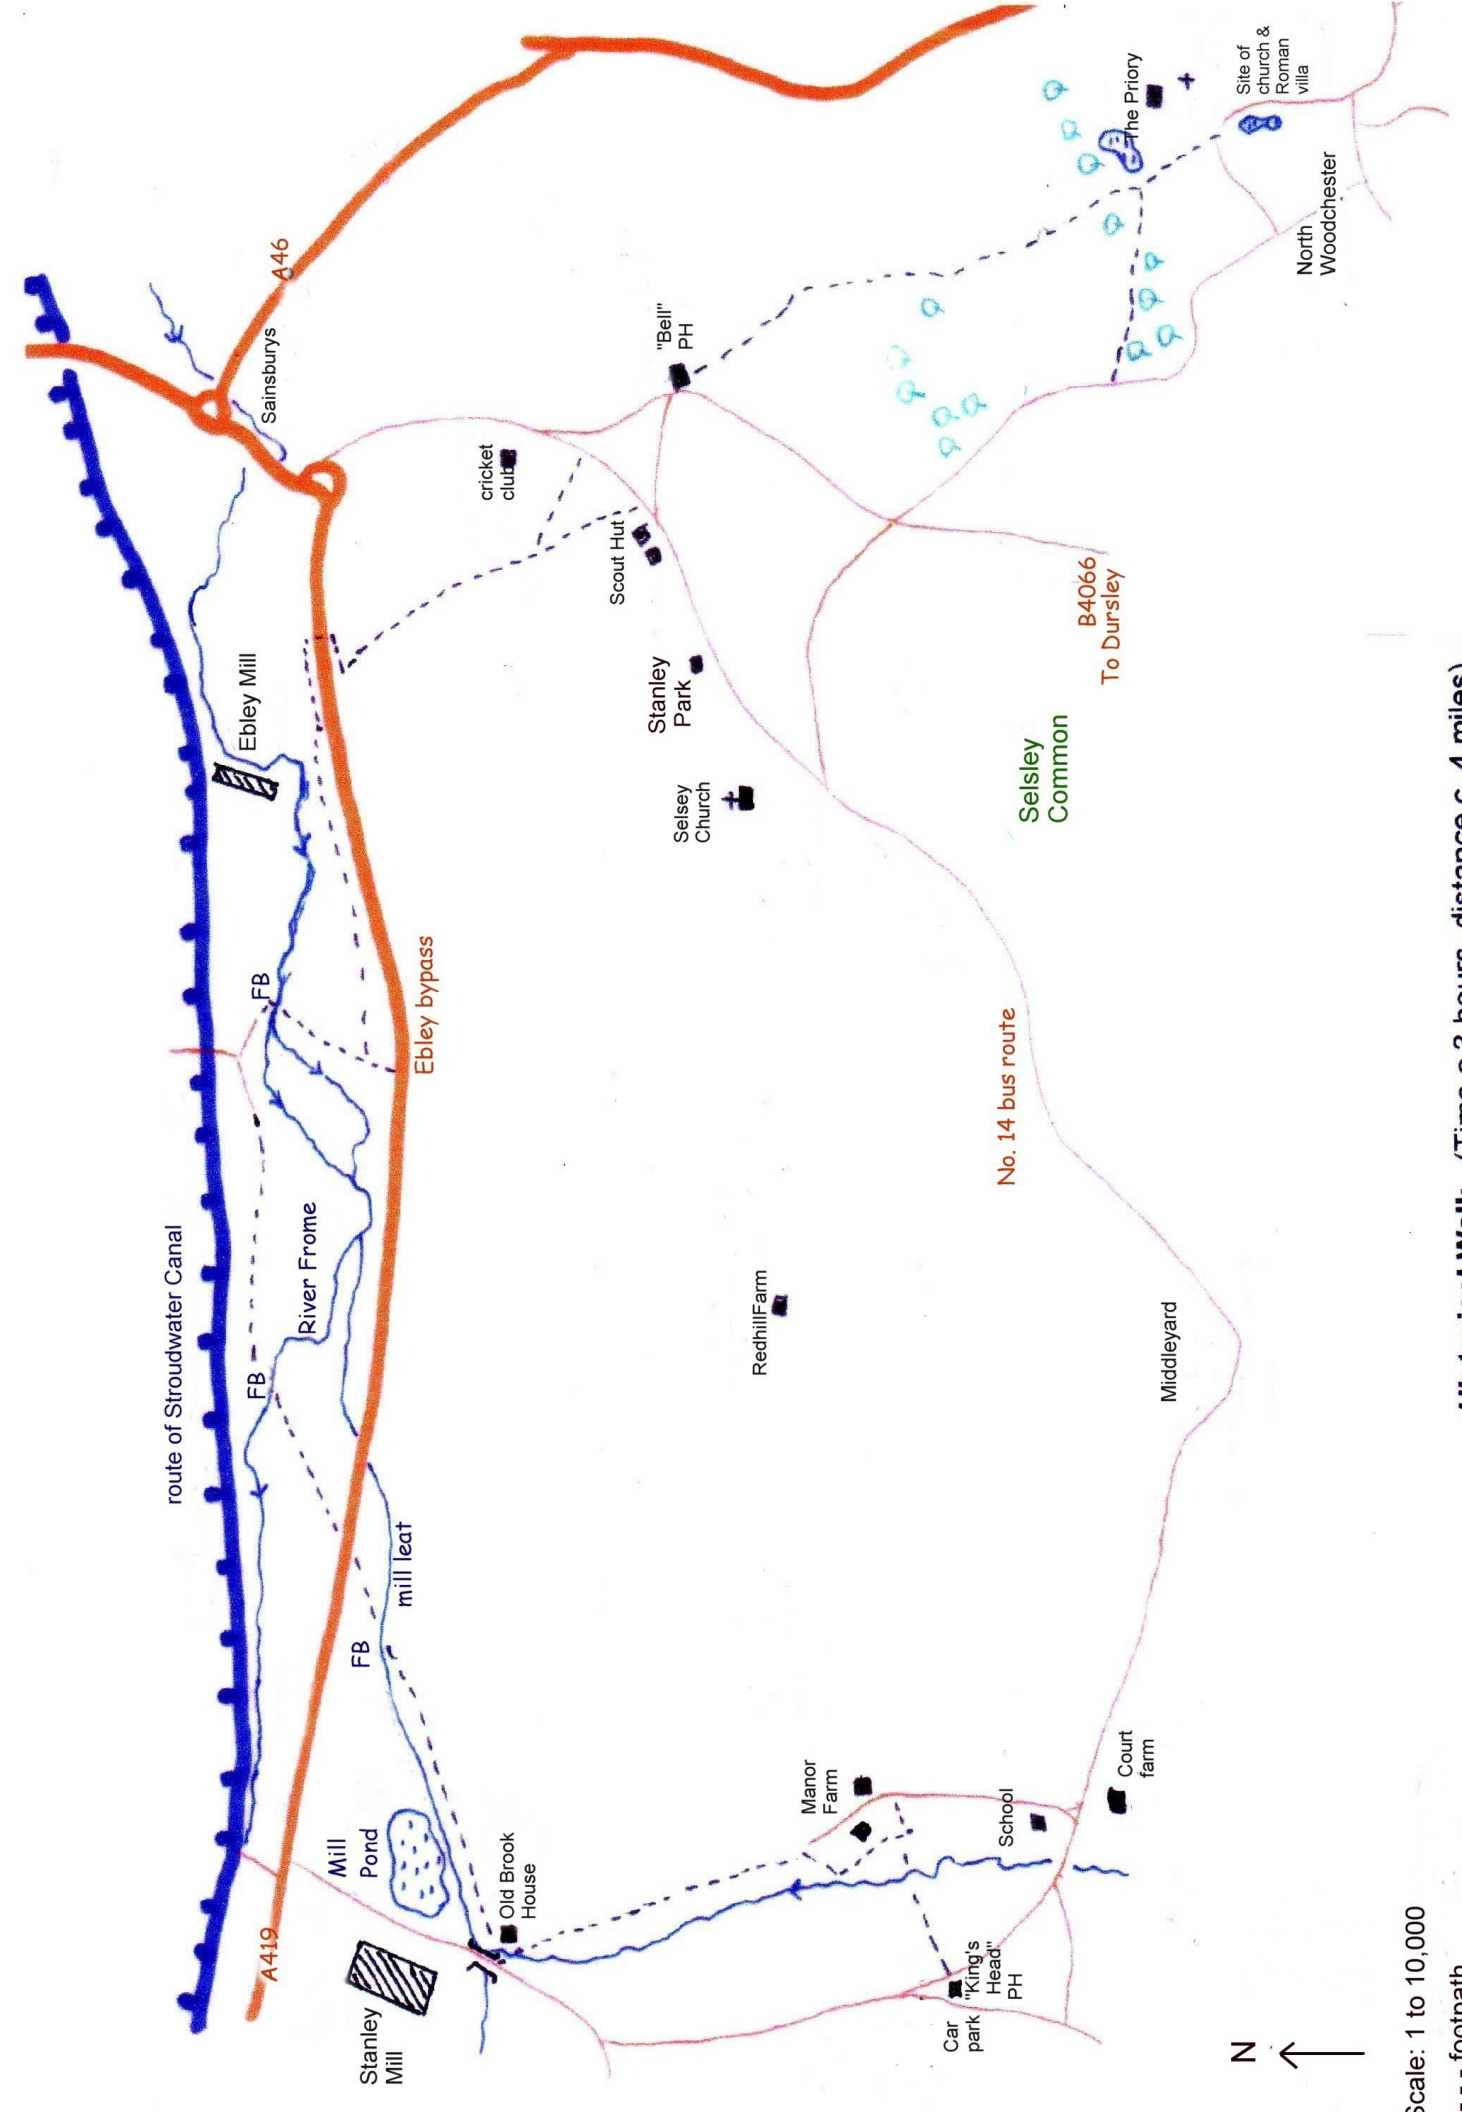 route of Stroudwater Canal
A46
Sainsburys
Ebley Mill
FB
River Frome
FB
Ebley bypass
mill leat
FB
Mill
Pond
A419
Stanley
Mill
Old Brook
House
cricket
club
"Bell"
PH
Scout Hut
Stanley
Park
Selsey
Church
RedhillFarm
Manor
Farm
School
Court
farm
"King's
Head"
PH
Car
park
Middleyard
No. 14 bus route
Selsley
Common
B4066
To Dursley
The Priory
Site of
church &
Roman
villa
North
Woodchester
N
Scale: 1 to 10,000
footpath